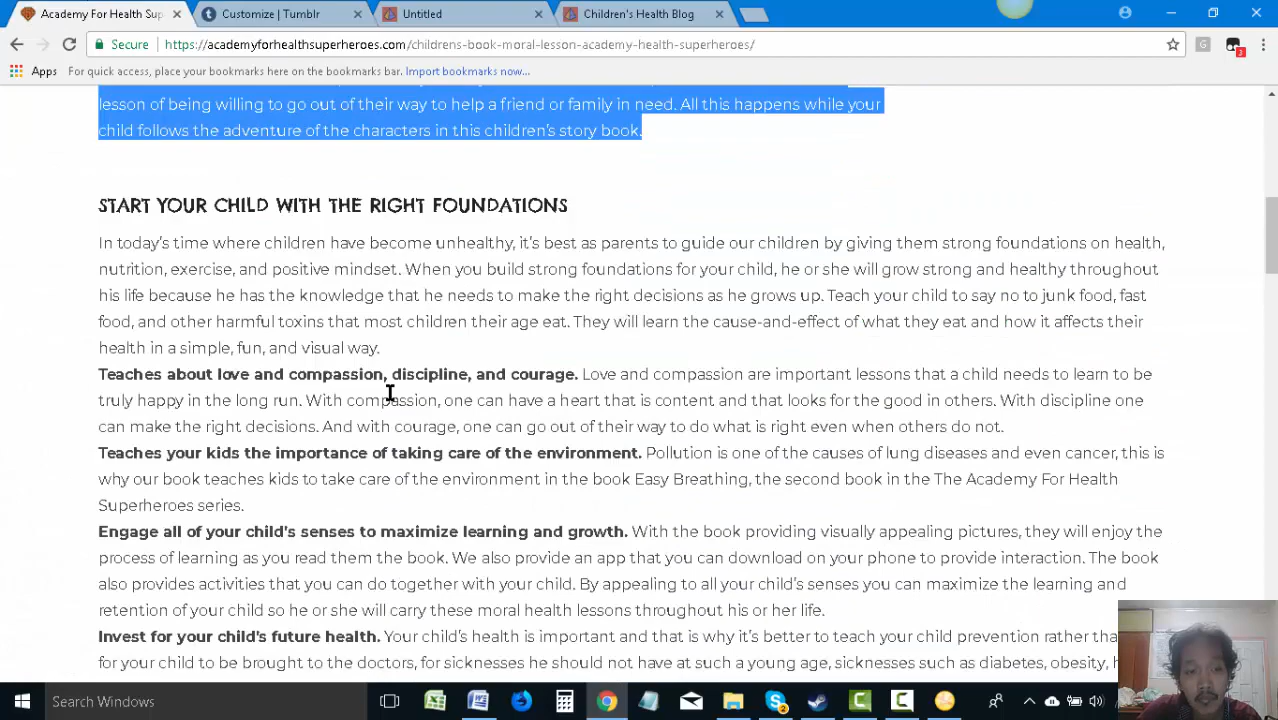 Academy For Health Sup
Customize | Tumblr
Untitled
Children's Health Blog
Secure
https://academyforhealthsuperheroes.com/childrens-book-moral-lesson-academy-health-superheroes/
3
Apps
For quick access, place your bookmarks here on the bookmarks bar. Import bookmarks now...
lesson of being willing to go out of their way to help a friend or family in need. All this happens while your
child follows the adventure of the characters in this children's story book.
START YOUR CHILD WITH THE RIGHT FOUNDATIONS
In today's time where children have become unhealthy, it's best as parents to guide our children by giving them strong foundations on health,
nutrition, exercise, and positive mindset. When you build strong foundations for your child, he or she will grow strong and healthy throughout
his life because he has the knowledge that he needs to make the right decisions as he grows up. Teach your child to say no to junk food, fast
food, and other harmful toxins that most children their age eat. They will learn the cause-and-effect of what they eat and how it affects their
health in a simple, fun, and visual way.
Teaches about love and compassion, discipline, and courage. Love and compassion are important lessons that a child needs to learn to be
truly happy in the long run. With compassion, one can have a heart that is content and that looks for the good in others. With discipline one
can make the right decisions. And with courage, one can go out of their way to do what is right even when others do not.
Teaches your kids the importance of taking care of the environment. Pollution is one of the causes of lung diseases and even cancer, this is
why our book teaches kids to take care of the environment in the book Easy Breathing, the second book in the The Academy For Health
Superheroes series.
Engage all of your child's senses to maximize learning and growth. With the book providing visually appealing pictures, they will enjoy the
process of learning as you read them the book. We also provide an app that you can download on your phone to provide interaction. The book
also provides activities that you can do together with your child. By appealing to all your child's senses you can maximize the learning and
retention of your child so he or she will carry these moral health lessons throughout his or her life.
Invest for your child's future health. Your child's health is important and that is why it's better to teach your child prevention rather
for your child to be brought to the doctors, for sicknesses he should not have at such a young age, sicknesses such as diabetes, obesity,
Search Windows
2